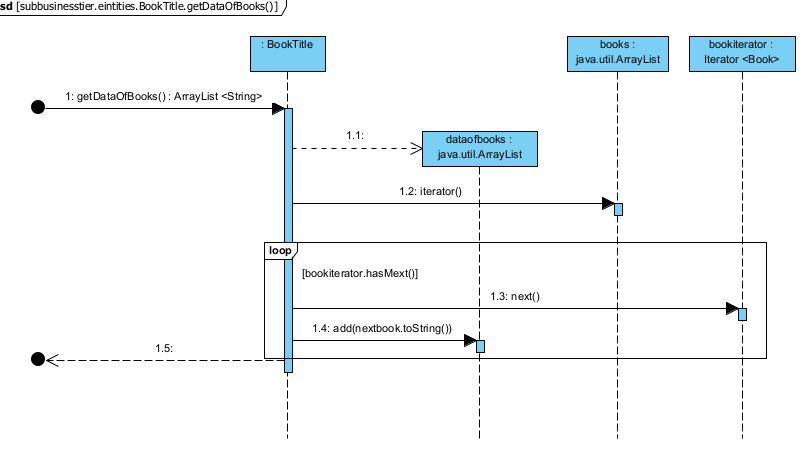 sd [subbusinesstier.eintities.BookTitle.getDataOfBooks()]
: BookTitle
books :
java.util.ArrayList
bookiterator :
Iterator <Book>
1: getDataOfBooks() : ArrayList <String>
1.1:
dataofbooks :
java.util.ArrayList
1.2: iterator()
loop
[bookiterator.hasMext()]
1.3: next()
1.4: add(nextbook.toString())
1.5: